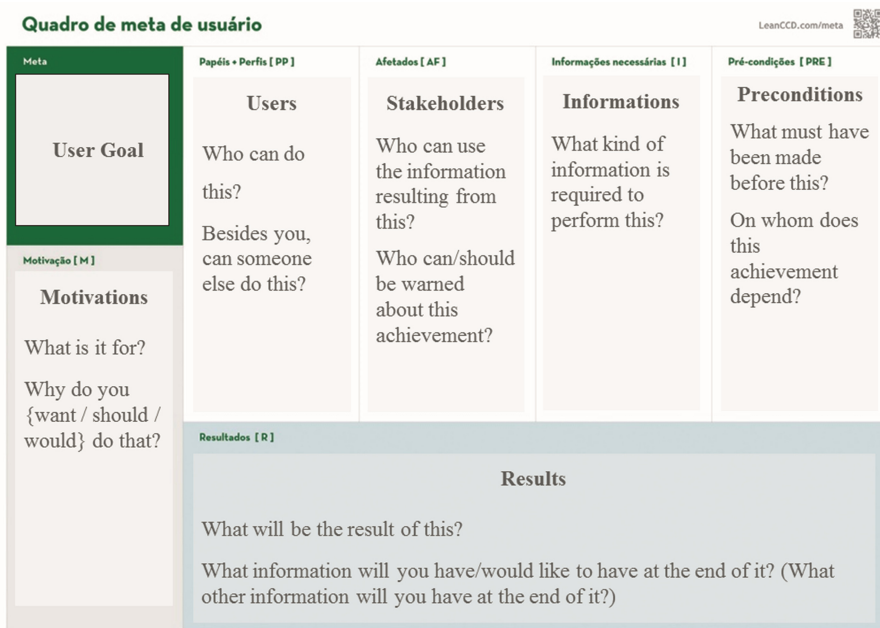 Quadro de meta de usuário
LeanCCD.com/meta
Meta
User Goal
Motivação [ M ]
Motivations
What is it for?
Why do you
{want / should /
would} do that?
Papéis • Perfis [ PP ]
Users
Who can do
this?
Besides you,
can someone
else do this?
Afetados [ AF ]
Stakeholders
Who can use
the information
resulting from
this?
Who can/should
be warned
about this
achievement?
Informações necessárias [ I ]
Informations
What kind of
information is
required to
perform this?
Pré-condições [ PRE ]
Preconditions
What must have
been made
before this?
On whom does
this
achievement
depend?
Resultados [ R ]
Results
What will be the result of this?
What information will you have/would like to have at the end of it? (What
other information will you have at the end of it?)